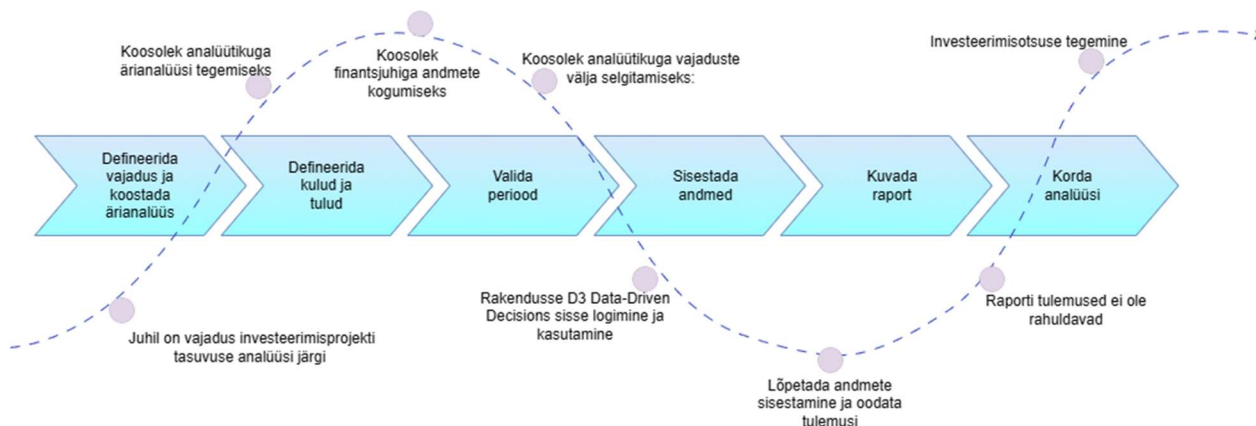 Koosolek analüütikuga
ärianalüüsi tegemiseks
Koosolek
finantsjuhiga andmete
kogumiseks
Koosolek analüütikuga vajaduste
välja selgitamiseks:
Investeerimisotsuse tegemine
Defineerida
vajadus ja
koostada
ärianalüüs
Defineerida
kulud ja
tulud
Valida
periood
Sisestada
andmed
Kuvada
raport
Korda
analüüsi
Juhil on vajadus investeerimisprojekti
tasuvuse analüüsi järgi
Rakendusse D3 Data-Driven
Decisions sisse logimine ja
kasutamine
Lõpetada andmete
sisestamine ja oodata
tulemusi
Raporti tulemused ei ole
rahuldavad